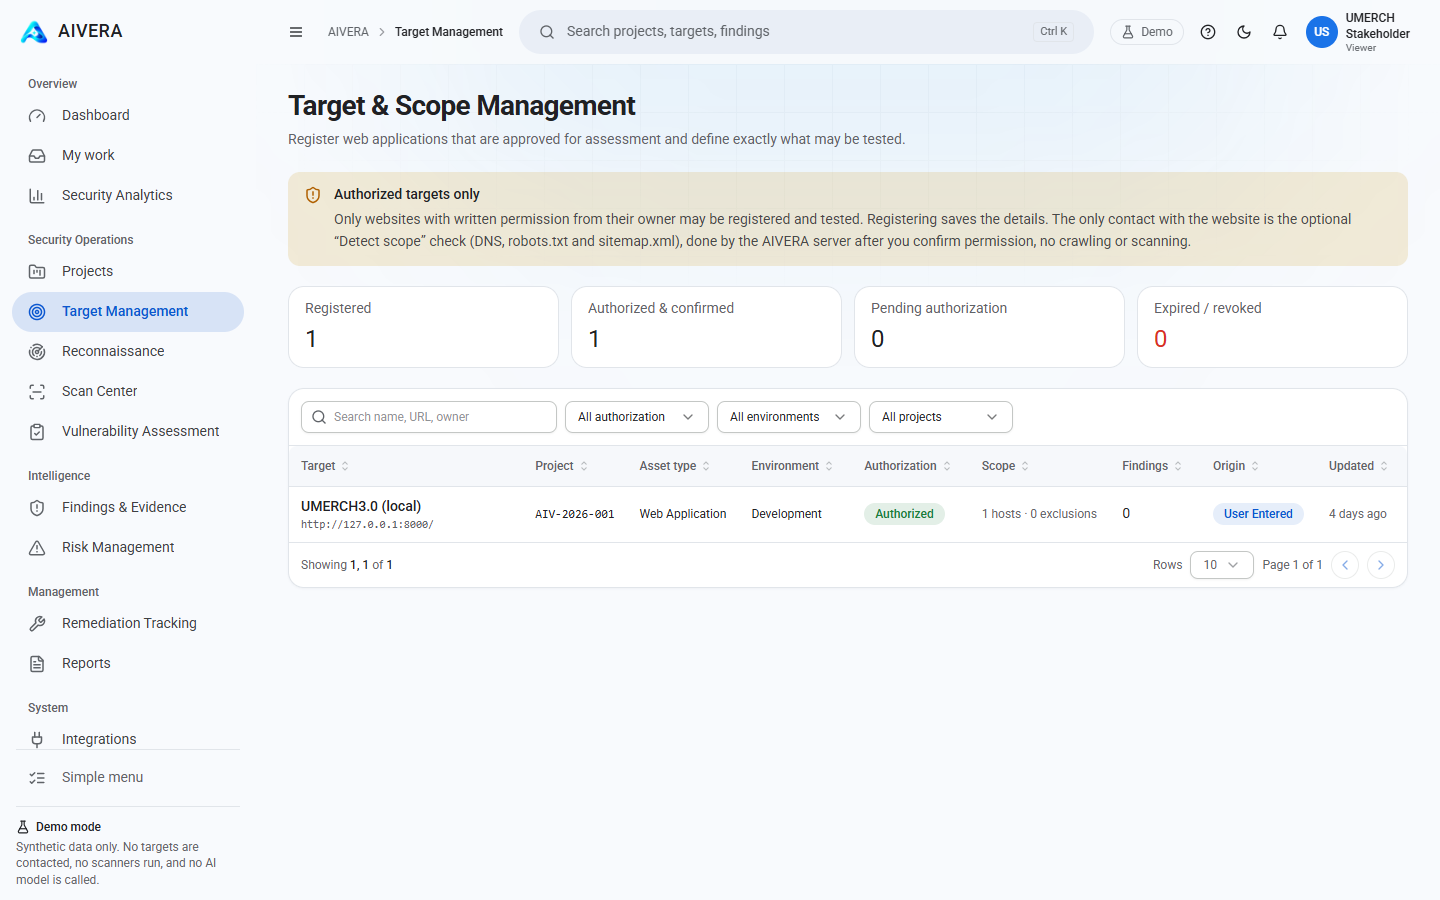 AIVERA
AIVERA > Target Management
Search projects, targets, findings
Ctrl K
Demo
US
UMERCH
Stakeholder
Viewer
Overview
Dashboard
My work
Security Analytics
Security Operations
Projects
Target Management
Reconnaissance
Scan Center
Vulnerability Assessment
Intelligence
Findings & Evidence
Risk Management
Management
Remediation Tracking
Reports
System
Integrations
Simple menu
Demo mode
Synthetic data only. No targets are
contacted, no scanners run, and no AI
model is called.
Target & Scope Management
Register web applications that are approved for assessment and define exactly what may be tested.
Authorized targets only
Only websites with written permission from their owner may be registered and tested. Registering saves the details. The only contact with the website is the optional
“Detect scope” check (DNS, robots.txt and sitemap.xml), done by the AIVERA server after you confirm permission, no crawling or scanning.
Registered
1
Authorized & confirmed
1
Pending authorization
0
Expired / revoked
0
Search name, URL, owner
All authorization
All environments
All projects
Target Project Asset type Environment Authorization Scope Findings Origin Updated
UMERCH3.0 (local)
http://127.0.0.1:8000/
AIV-2026-001 Web Application Development Authorized 1 hosts · 0 exclusions 0 User Entered 4 days ago
Showing 1, 1 of 1
Rows 10 Page 1 of 1